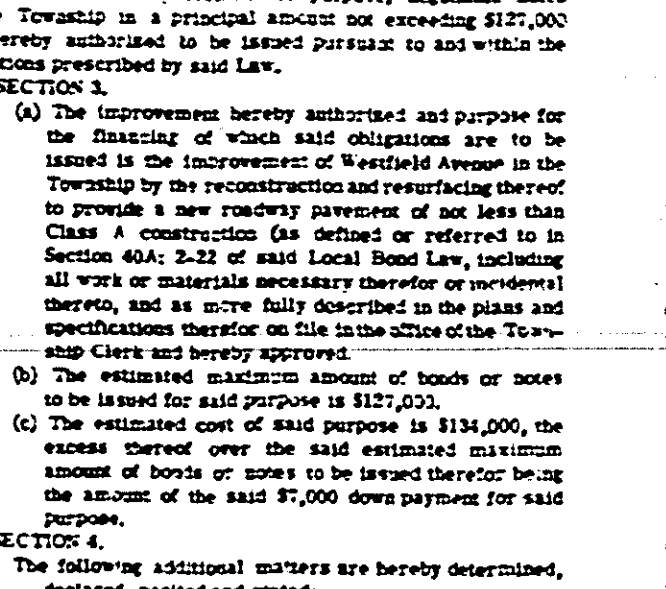 Township in a principal amount not exceeding $127,000
ereby authorized to be issued pursuant to and within the
tions prescribed by said Law.
SECTION 3.
(a) The improvement hereby authorized and purpose for
the financing of which said obligations are to be
issued is the improvement of Westfield Avenue in the
Township by the reconstruction and resurfacing thereof
to provide a new roadway pavement of not less than
Class A construction (as defined or referred to in
Section 40A: 2-22 of said Local Bond Law, including
all work or materials necessary therefor or incidental
thereto, and as more fully described in the plans and
specifications therefor on file in the office of the Town-
ship Clerk and hereby approved.
(b) The estimated maximum amount of bonds or notes
to be issued for said purpose is $127,000.
(c) The estimated cost of said purpose is $134,000, the
excess thereof over the said estimated maximum
amount of bonds or notes to be issued therefor being
the amount of the said $7,000 down payment for said
purpose.
ECTION 4.
The following additional matters are hereby determined,